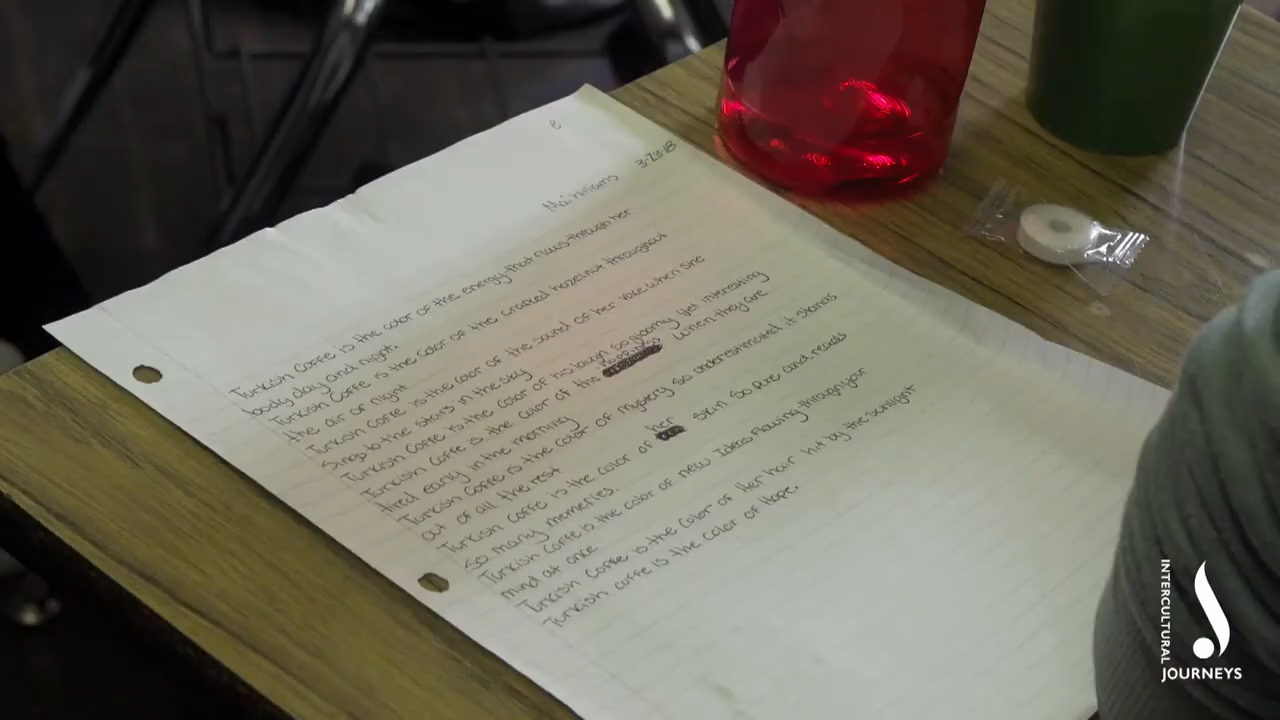 8
3-23-18
Turkish Coffe is the color of the energy that flows through her
body day and night.
Turkish Coffe is the color of the cracked hazelnut throughout
the air of night
Turkish Coffe is the color of the sound of her voice when she
Sings to the stars in the sky
Turkish Coffe is the color of his laugh so gloomy yet interesting
Turkish Coffe is the color of the when they are
tired early in the morning
Turkish Coffe is the color of mystery so underestimated it stands
out of all the rest
Turkish Coffe is the color of her skin so pure and reads
So many momeries.
Turkish Coffe is the color of new Ideas flowing through your
mind at once
Turkish Coffe is the color of Her hair hit by the sunlight
Turkish coffe is the color of Hope.
INTERCULTURAL
JOURNEYS